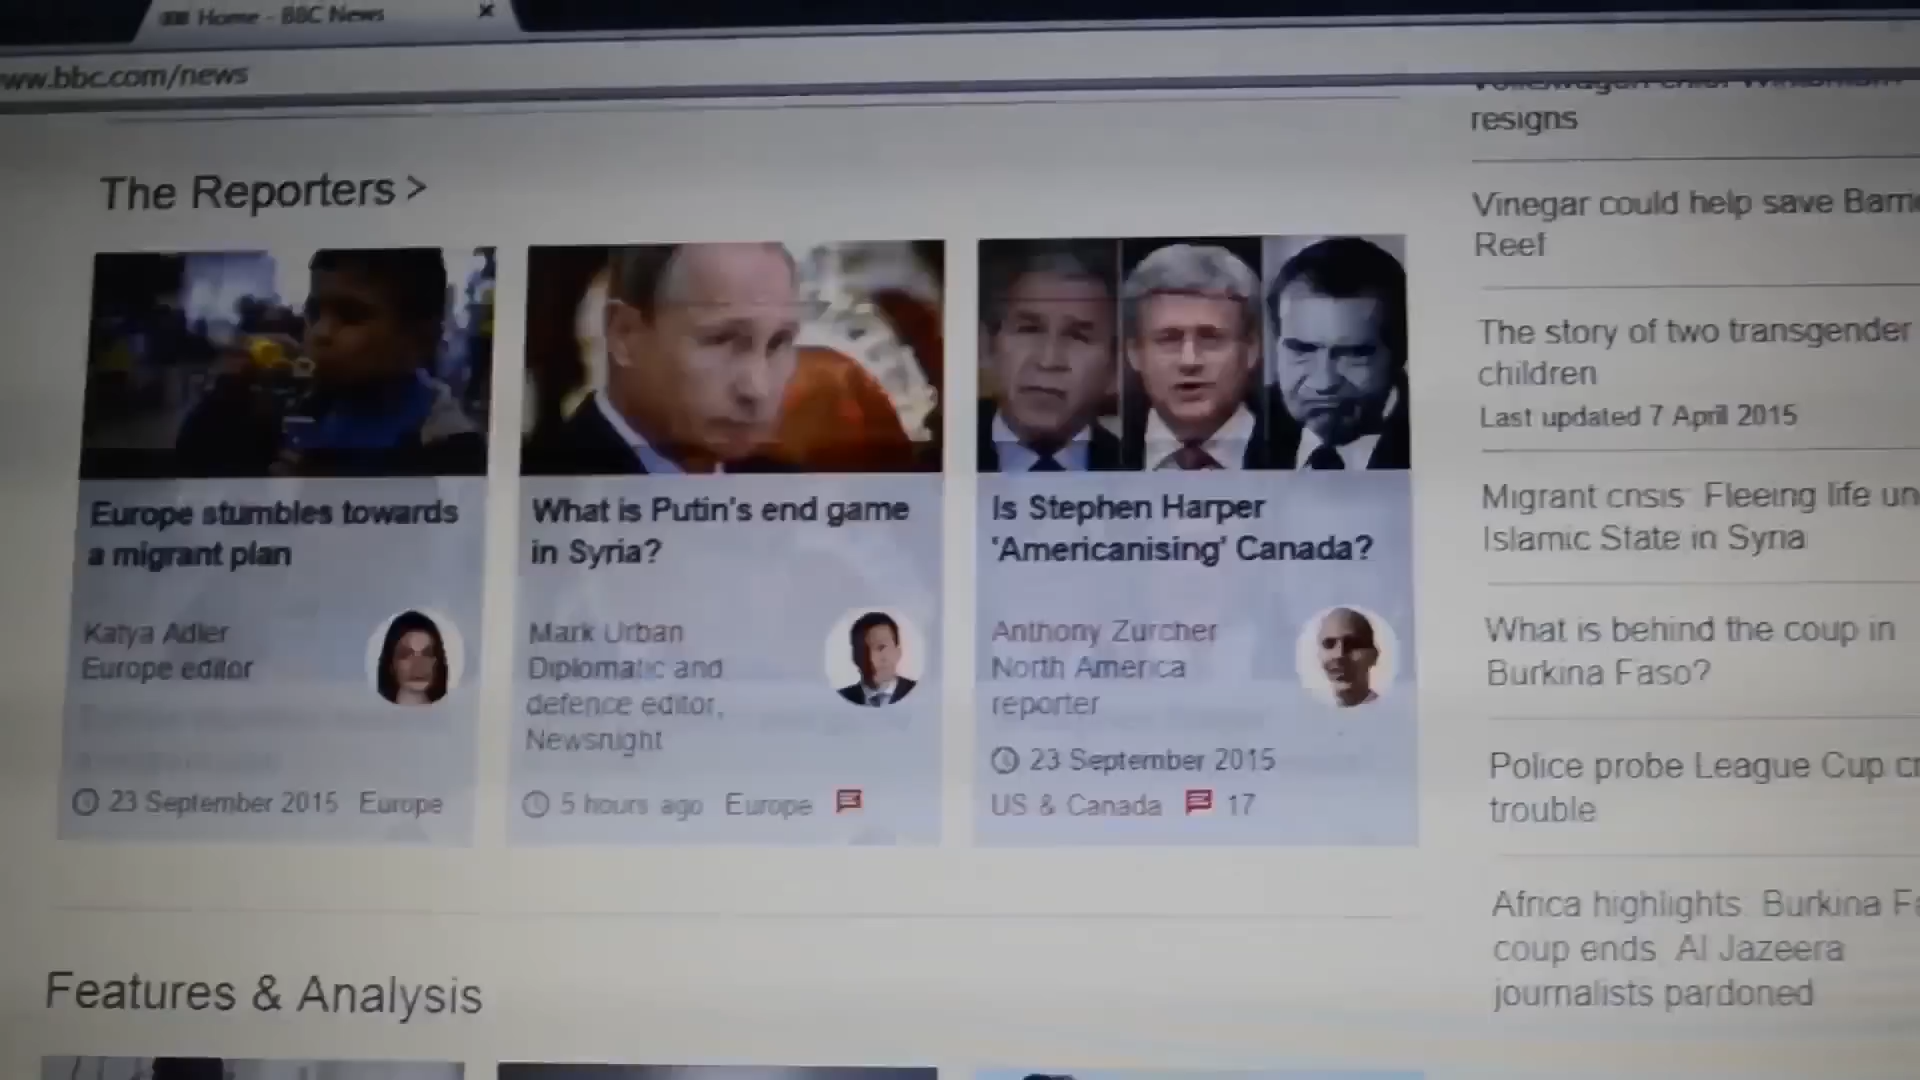 Home - BBC News
www.bbc.com/news
The Reporters >
Europe stumbles towards
a migrant plan
Katya Adler
Europe editor
23 September 2015 Europe
What is Putin's end game
in Syria?
Mark Urban
Diplomatic and
defence editor,
Newsnight
5 hours ago Europe
Is Stephen Harper
'Americanising' Canada?
Anthony Zurcher
North America
reporter
23 September 2015
US & Canada 17
Features & Analysis
resigns
Vinegar could help save
Reef
The story of two transgender
children
Last updated 7 April 2015
Migrant crisis: Fleeing life
Islamic State in Syria
What is behind the coup in
Burkina Faso?
Police probe League Cup
trouble
Africa highlights: Burkina
coup ends, Al Jazeera
journalists pardoned